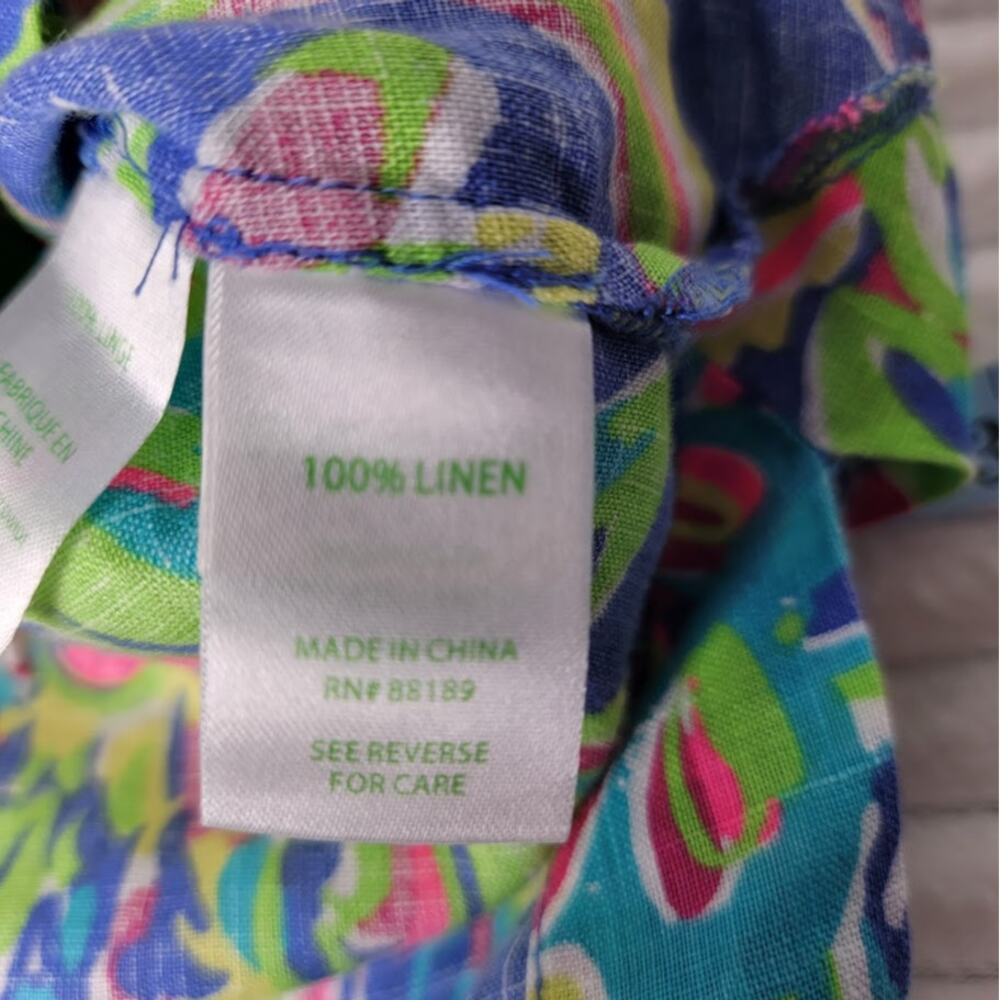 100% LINEN
MADE IN CHINA
RN# 88189
SEE REVERSE
FOR CARE
FABRIQUE EN
CHINE